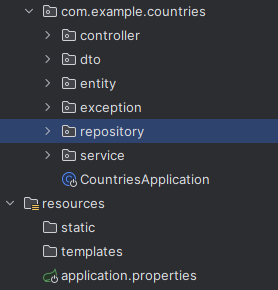 com.example.countries
controller
dto
entity
exception
repository
service
CountriesApplication
resources
static
templates
application.properties